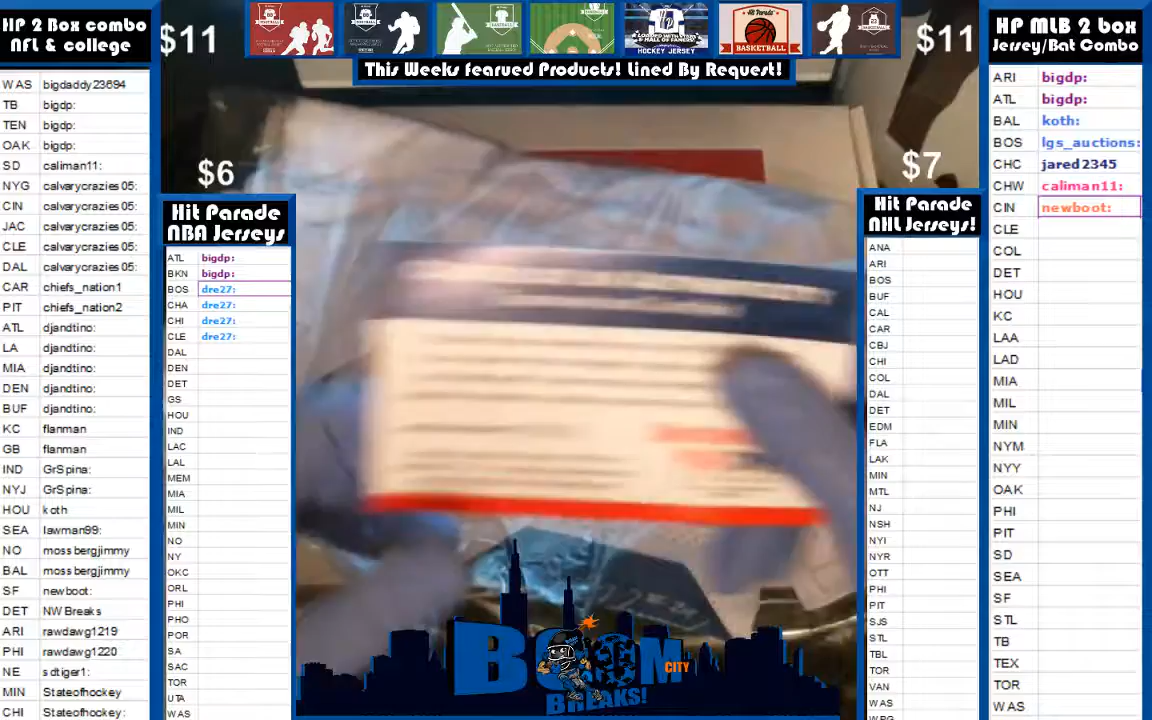 HP 2 Box combo
NFL & college
$11
WAS bigdaddy23694
TB bigdp:
TEN bigdp:
OAK bigdp:
SD caliman11:
NYG calvarycrazies05:
CIN calvarycrazies05:
JAC calvarycrazies05:
CLE calvarycrazies05:
DAL calvarycrazies05:
CAR chiefs_nation1
PIT chiefs_nation2
ATL djandtino:
LA djandtino:
MIA djandtino:
DEN djandtino:
BUF djandtino:
KC flanman
GB flanman
IND GrSpina:
NYJ GrSpina:
HOU koth
SEA lawman99:
NO mossbergjimmy
BAL mossbergjimmy
SF newboot:
DET NW Breaks
ARI rawdawg1219
PHI rawdawg1220
NE sdtiger1:
MIN Stateofhockey
CHI Stateofhockey:
$6
Hit Parade
NBA Jerseys
ATL bigdp:
BKN bigdp:
BOS dre27:
CHA dre27:
CHI dre27:
CLE dre27:
DAL
DEN
DET
GS
HOU
IND
LAC
LAL
MEM
MIA
MIL
MIN
NO
NY
OKC
ORL
PHI
PHO
POR
SA
SAC
TOR
UTA
WAS
HOCKEY JERSEY
BASKETBALL
This Weeks fearued Products! Lined By Request!
BOOM
CITY
BREAKS!
$11
$7
Hit Parade
NHL Jerseys!
ANA
ARI
BOS
BUF
CAL
CAR
CBJ
CHI
COL
DAL
DET
EDM
FLA
LAK
MIN
MTL
NJ
NSH
NYI
NYR
OTT
PHI
PIT
SJS
STL
TBL
TOR
VAN
WAS
WPG
HP MLB 2 box
Jersey/Bat Combo
ARI bigdp:
ATL bigdp:
BAL koth:
BOS lgs_auctions:
CHC jared2345
CHW caliman11:
CIN newboot:
CLE
COL
DET
HOU
KC
LAA
LAD
MIA
MIL
MIN
NYM
NYY
OAK
PHI
PIT
SD
SEA
SF
STL
TB
TEX
TOR
WAS